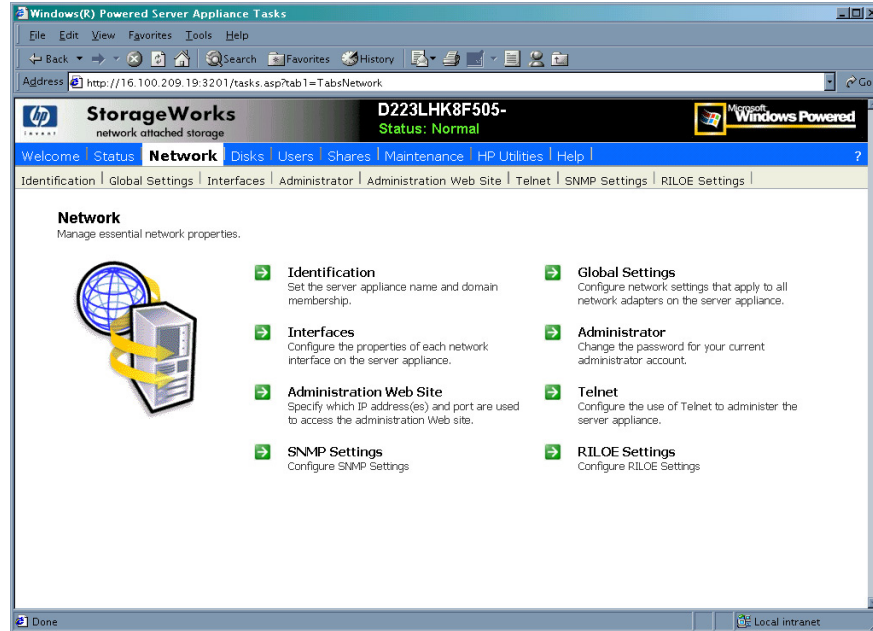 Windows(R) Powered Server Appliance Tasks
File Edit View Favorites Tools Help
Back Search Favorites History
Address http://16.100.209.19:3201/tasks.asp?tab1=TabsNetwork Go
hp StorageWorks D223LHK8F505- Microsoft Windows Powered
invent network attached storage Status: Normal
Welcome Status Network Disks Users Shares Maintenance HP Utilities Help ?
Identification Global Settings Interfaces Administrator Administration Web Site Telnet SNMP Settings RILOE Settings
Network
Manage essential network properties.
Identification
Set the server appliance name and domain
membership.
Global Settings
Configure network settings that apply to all
network adapters on the server appliance.
Interfaces
Configure the properties of each network
interface on the server appliance.
Administrator
Change the password for your current
administrator account.
Administration Web Site
Specify which IP address(es) and port are used
to access the administration Web site.
Telnet
Configure the use of Telnet to administer the
server appliance.
SNMP Settings
Configure SNMP Settings
RILOE Settings
Configure RILOE Settings
Done Local intranet